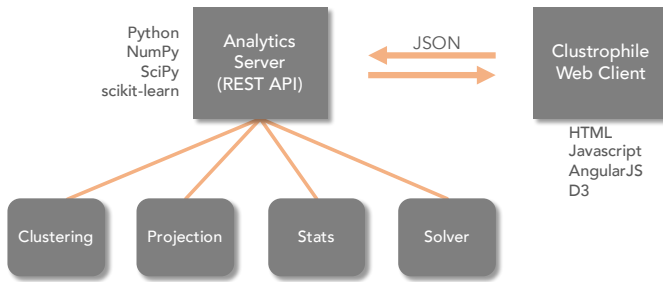 Python
NumPy
SciPy
scikit-learn
Analytics
Server
(REST API)
JSON
Clustrophile
Web Client
HTML
Javascript
AngularJS
D3
Clustering
Projection
Stats
Solver